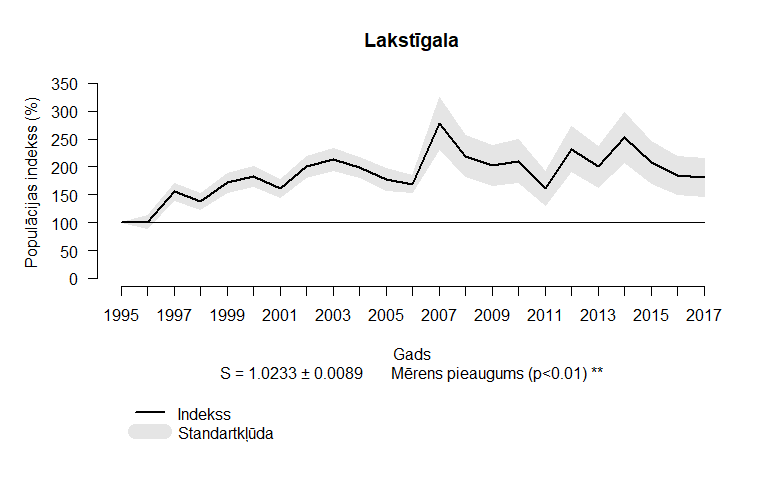 Lakstīgala
Populācijas indekss (%)
350
300
250
200
150
100
50
0
1995 1997 1999 2001 2003 2005 2007 2009 2011 2013 2015 2017
Gads
S = 1.0233 ± 0.0089 Mērens pieaugums (p<0.01) **
Indekss
Standartkļūda